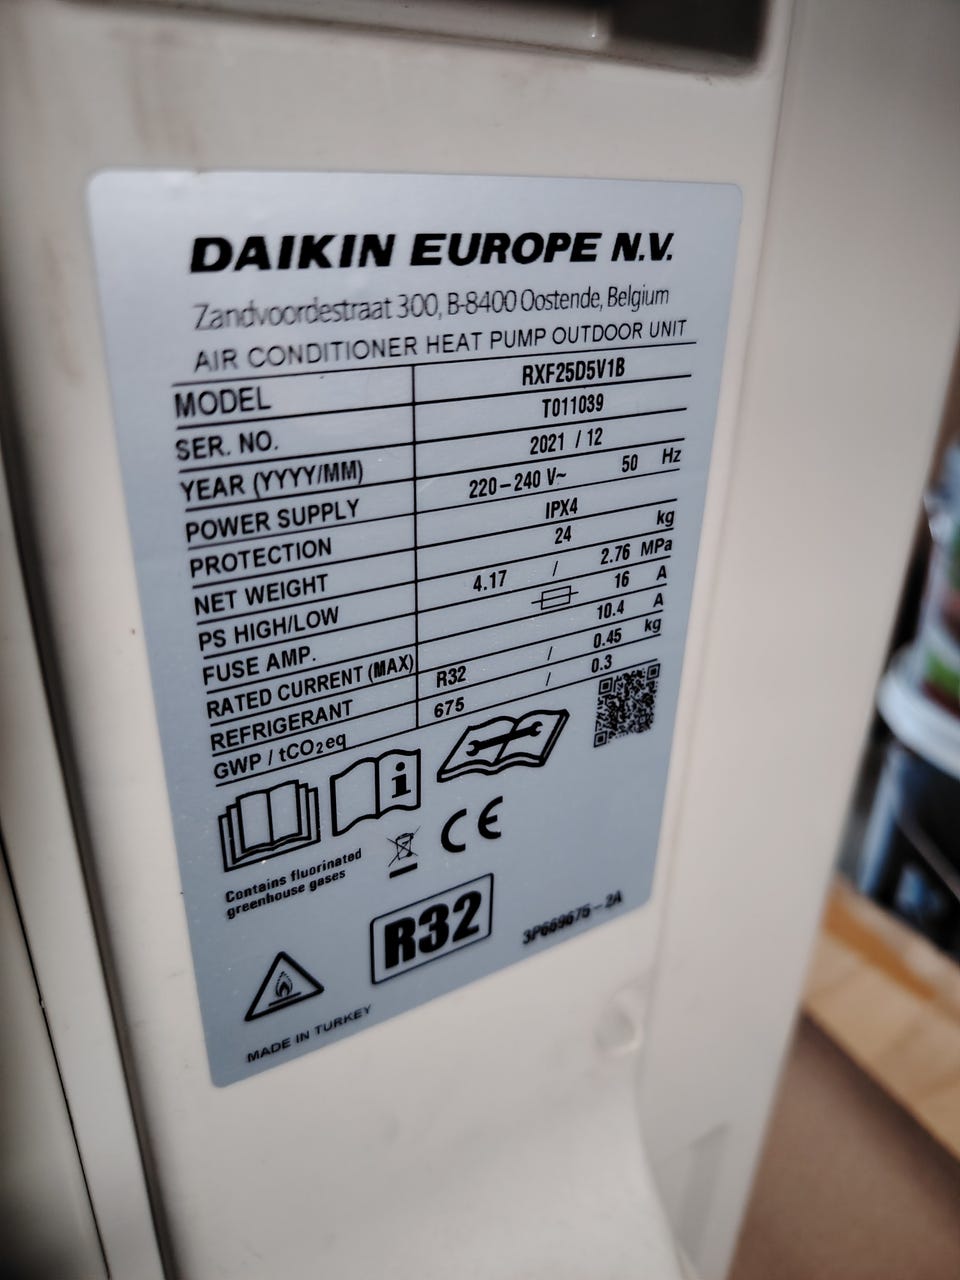 DAIKIN EUROPE N.V.
Zandvoordestraat 300, B-8400 Oostende, Belgium
AIR CONDITIONER HEAT PUMP OUTDOOR UNIT
MODEL RXF25D5V1B
SER. NO. T011039
YEAR (YYYY/MM) 2021 / 12
POWER SUPPLY 220-240 V~ 50 Hz
PROTECTION IPX4
NET WEIGHT 24 kg
PS HIGH/LOW 4.17 / 2.76 MPa
FUSE AMP. 16 A
RATED CURRENT (MAX) 10.4 A
REFRIGERANT R32 / 0.45 kg
GWP / tCO₂eq 675 / 0.3
Contains fluorinated
greenhouse gases
CE
R32
3P669675-2A
MADE IN TURKEY